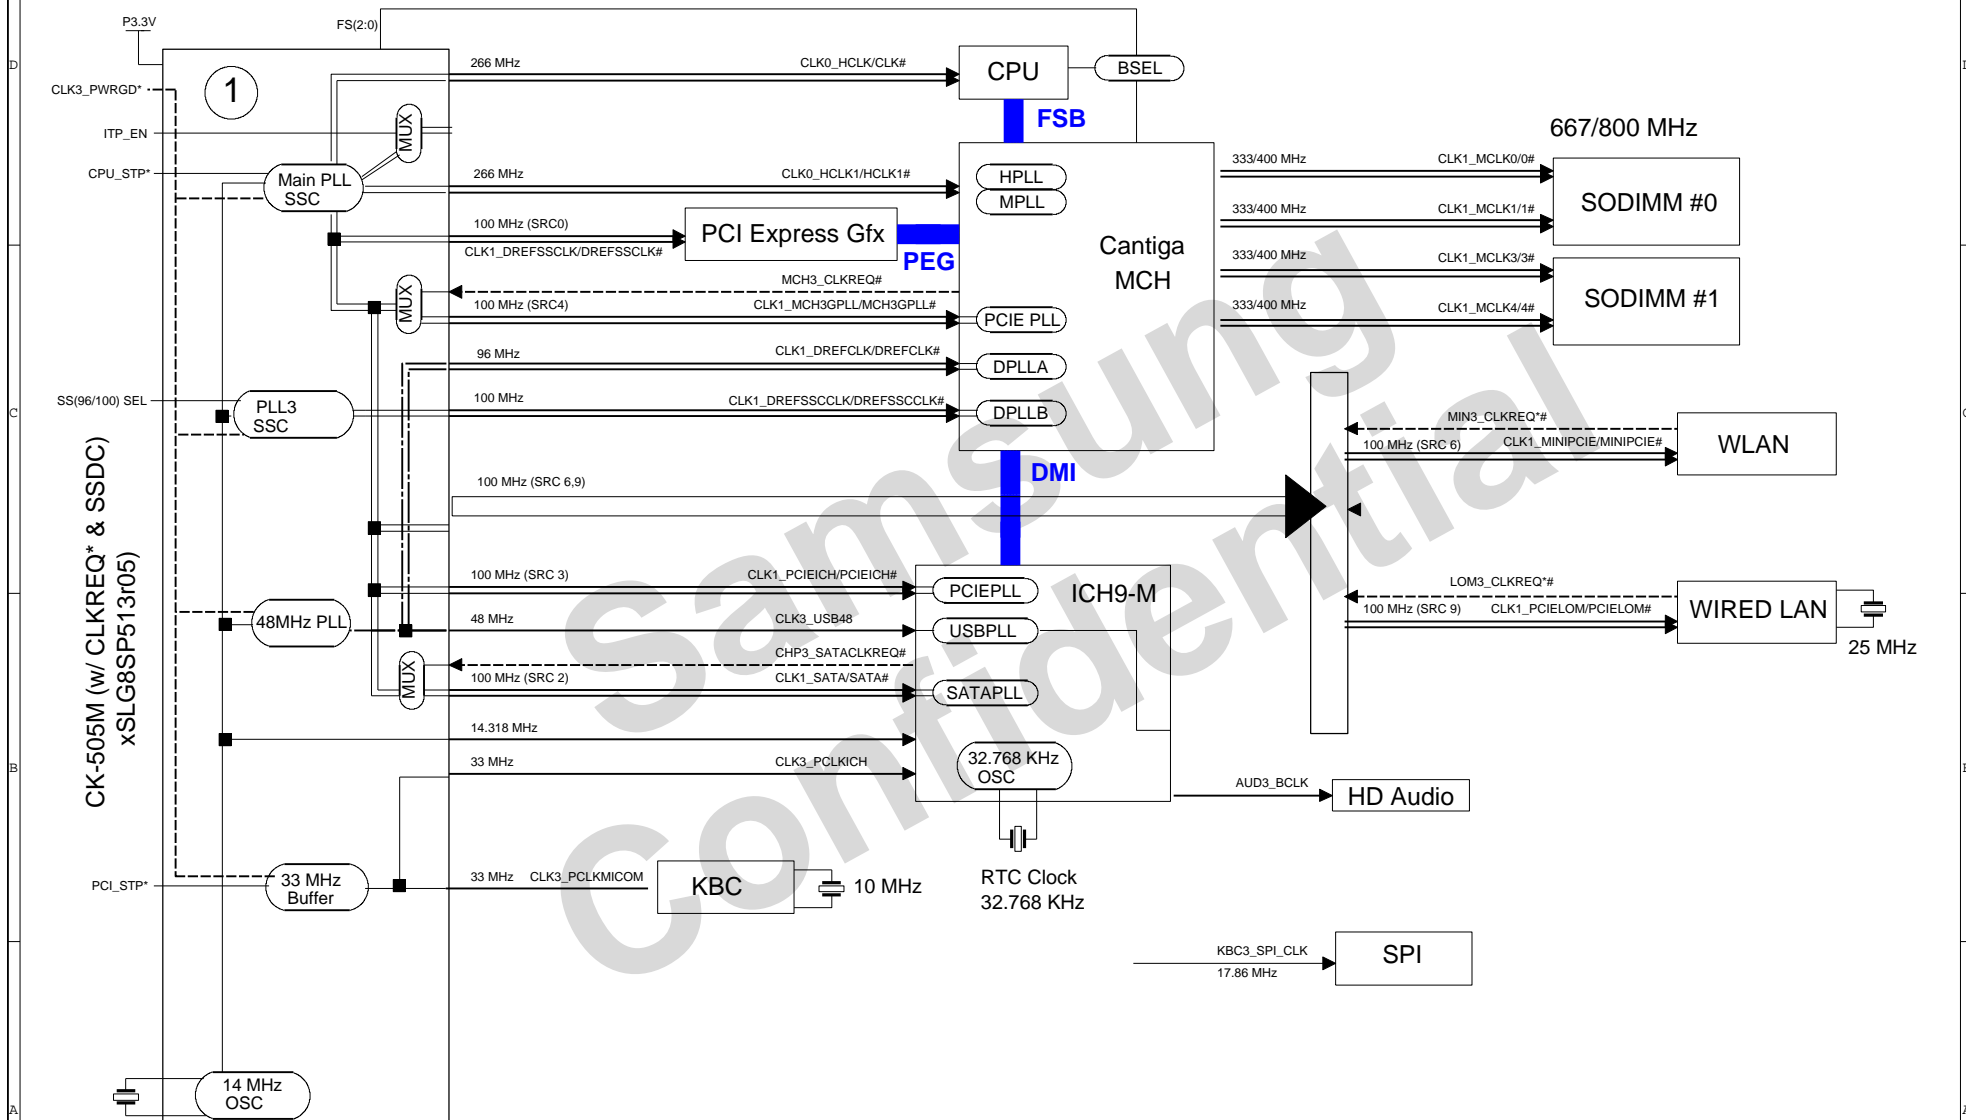 P3.3V
FS(2:0)
D
1
266 MHz
CLK0_HCLK/CLK#
CPU
BSEL
CLK3_PWRGD*
FSB
ITP_EN
MUX
667/800 MHz
CPU_STP*
Main PLL
SSC
266 MHz
CLK0_HCLK1/HCLK1#
HPLL
MPLL
333/400 MHz
CLK1_MCLK0/0#
SODIMM #0
333/400 MHz
CLK1_MCLK1/1#
100 MHz (SRC0)
CLK1_DREFSSCLK/DREFSSCLK#
PCI Express Gfx
PEG
Cantiga
MCH
333/400 MHz
CLK1_MCLK3/3#
SODIMM #1
333/400 MHz
CLK1_MCLK4/4#
MUX
MCH3_CLKREQ#
100 MHz (SRC4)
CLK1_MCH3GPLL/MCH3GPLL#
PCIE PLL
96 MHz
CLK1_DREFCLK/DREFCLK#
DPLLA
C
SS(96/100) SEL
PLL3
SSC
100 MHz
CLK1_DREFSSCCLK/DREFSSCCLK#
DPLLB
MIN3_CLKREQ*#
100 MHz (SRC 6)
CLK1_MINIPCIE/MINIPCIE#
WLAN
DMI
100 MHz (SRC 6,9)
CK-505M (w/ CLKREQ* & SSDC)
xSLG8SP513r05)
Samsung
Confidential
100 MHz (SRC 3)
CLK1_PCIEICH/PCIEICH#
PCIEPLL
ICH9-M
LOM3_CLKREQ*#
100 MHz (SRC 9)
CLK1_PCIELOM/PCIELOM#
WIRED LAN
25 MHz
48MHz PLL
48 MHz
CLK3_USB48
USBPLL
MUX
CHP3_SATACLKREQ#
100 MHz (SRC 2)
CLK1_SATA/SATA#
SATAPLL
14.318 MHz
B
33 MHz
CLK3_PCLKICH
32.768 KHz
OSC
AUD3_BCLK
HD Audio
PCI_STP*
33 MHz
Buffer
33 MHz
CLK3_PCLKMICOM
KBC
10 MHz
RTC Clock
32.768 KHz
KBC3_SPI_CLK
17.86 MHz
SPI
14 MHz
OSC
A